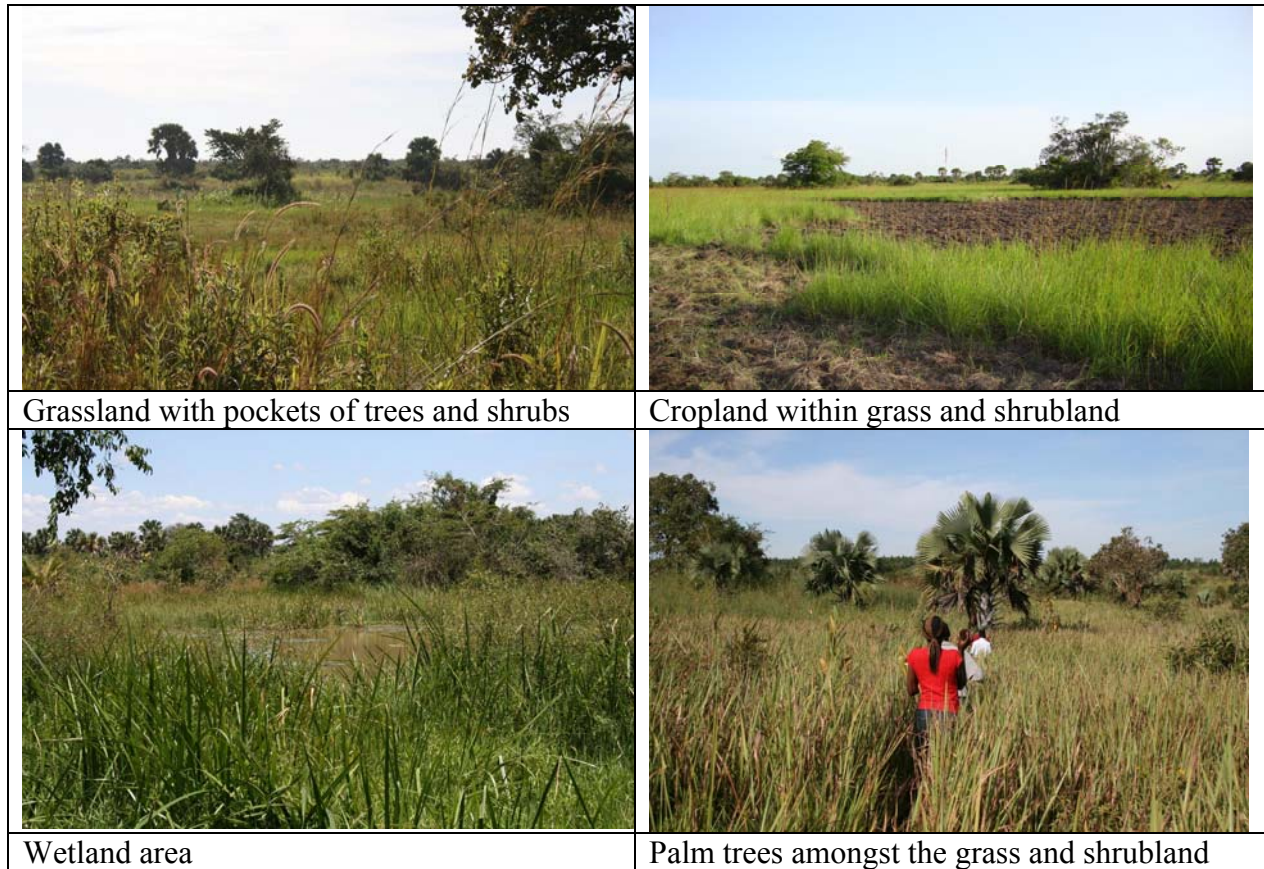 Grassland with pockets of trees and shrubs
Cropland within grass and shrubland
Wetland area
Palm trees amongst the grass and shrubland